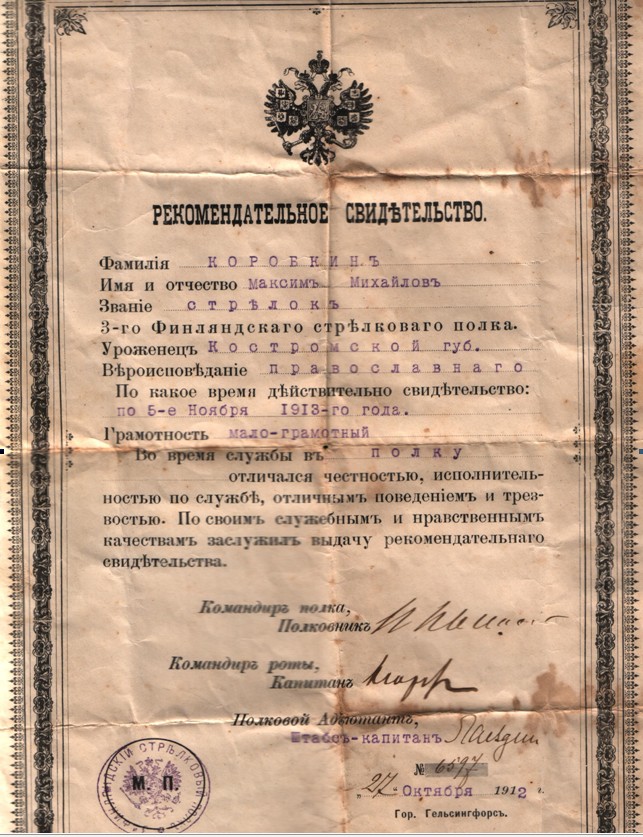 РЕКОМЕНДАТЕЛЬНОЕ СВИДѢТЕЛЬСТВО.
Фамилія КОРОБКИНЪ
Имя и отчество Максимъ Михайловъ
Званіе стрѣлокъ
3-го Финляндскаго стрѣлковаго полка.
Уроженецъ Костромской губ.
Вѣроисповѣданіе православнаго
По какое время дѣйствительно свидѣтельство:
по 5-е Ноября 1913-го года.
Грамотность мало-грамотный
Во время службы въ полку
отличался честностью, исполнитель-
ностью по службѣ, отличнымъ поведеніемъ и трез-
востью. По своимъ служебнымъ и нравственнымъ
качествамъ заслужилъ выдачу рекомендательнаго
свидѣтельства.
Командиръ полка,
Полковникъ
Командиръ роты,
Капитанъ
Полковой Адъютантъ,
Штабсъ-капитанъ
№ 6597
„27" Октября 1912 г.
Гор. Гельсингфорсъ.
М. П.
СТРѢЛКОВЫЙ